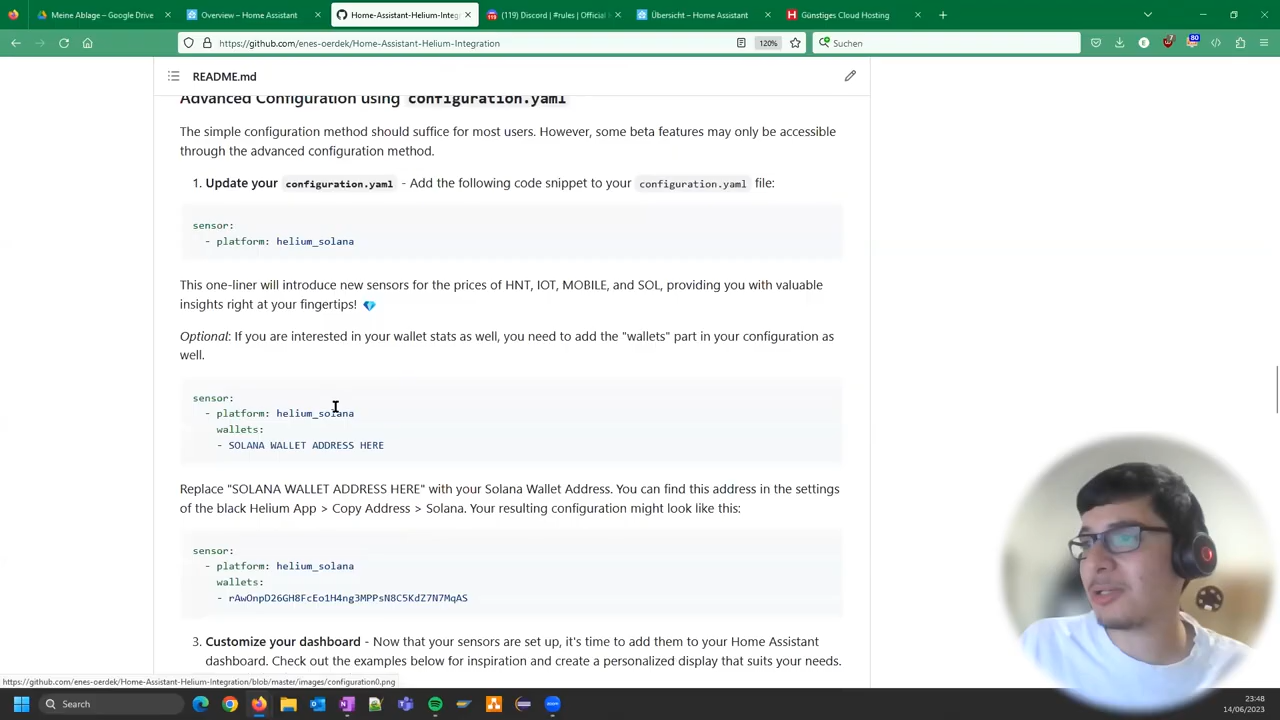 Meine Ablage – Google Drive
Overview – Home Assistant
Home-Assistant-Helium-Integ
(119) Discord | #rules | Official
Übersicht – Home Assistant
Günstiges Cloud Hosting
https://github.com/enes-oerdek/Home-Assistant-Helium-Integration
120%
Suchen
80
README.md
Advanced Configuration using configuration.yaml
The simple configuration method should suffice for most users. However, some beta features may only be accessible
through the advanced configuration method.
1. Update your configuration.yaml - Add the following code snippet to your configuration.yaml file:
sensor:
- platform: helium_solana
This one-liner will introduce new sensors for the prices of HNT, IOT, MOBILE, and SOL, providing you with valuable
insights right at your fingertips! 💎
Optional: If you are interested in your wallet stats as well, you need to add the "wallets" part in your configuration as
well.
sensor:
- platform: helium_solana
wallets:
- SOLANA WALLET ADDRESS HERE
Replace "SOLANA WALLET ADDRESS HERE" with your Solana Wallet Address. You can find this address in the settings
of the black Helium App > Copy Address > Solana. Your resulting configuration might look like this:
sensor:
- platform: helium_solana
wallets:
- rAwOnpD26GH8FcEo1H4ng3MPPsN8C5KdZ7N7MqAS
3. Customize your dashboard - Now that your sensors are set up, it's time to add them to your Home Assistant
dashboard. Check out the examples below for inspiration and create a personalized display that suits your needs.
https://github.com/enes-oerdek/Home-Assistant-Helium-Integration/blob/master/images/configuration0.png
Search
23:48
14/06/2023